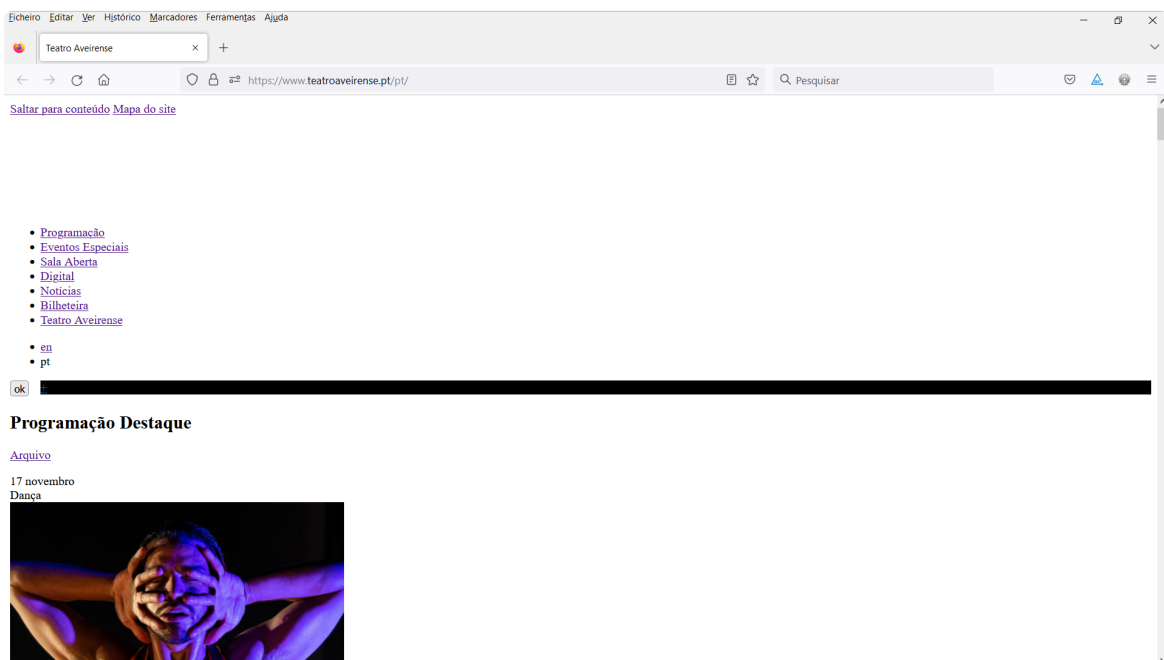 Ficheiro Editar Ver Histórico Marcadores Ferramentas Ajuda
Teatro Aveirense
https://www.teatroaveirense.pt/pt/
Pesquisar
Saltar para conteúdo Mapa do site
Programação
Eventos Especiais
Sala Aberta
Digital
Notícias
Bilheteira
Teatro Aveirense
en
pt
ok +
Programação Destaque
Arquivo
17 novembro
Dança